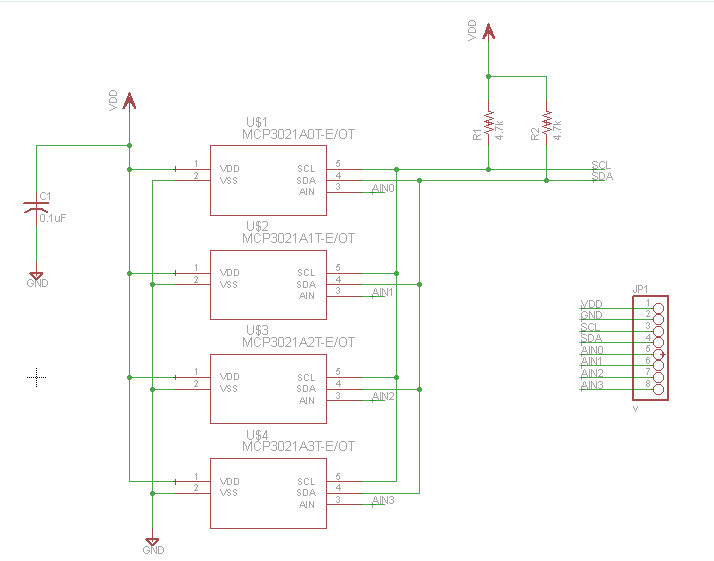 VDD
VDD
R1
4.7k
R2
4.7k
SCL
SDA
C1
0.1uF
GND
U$1
MCP3021A0T-E/OT
1 VDD SCL 5
2 VSS SDA 4
AIN 3 AIN0
U$2
MCP3021A1T-E/OT
1 VDD SCL 5
2 VSS SDA 4
AIN 3 AIN1
U$3
MCP3021A2T-E/OT
1 VDD SCL 5
2 VSS SDA 4
AIN 3 AIN2
U$4
MCP3021A3T-E/OT
1 VDD SCL 5
2 VSS SDA 4
AIN 3 AIN3
GND
JP1
VDD 1
GND 2
SCL 3
SDA 4
AIN0 5
AIN1 6
AIN2 7
AIN3 8
V